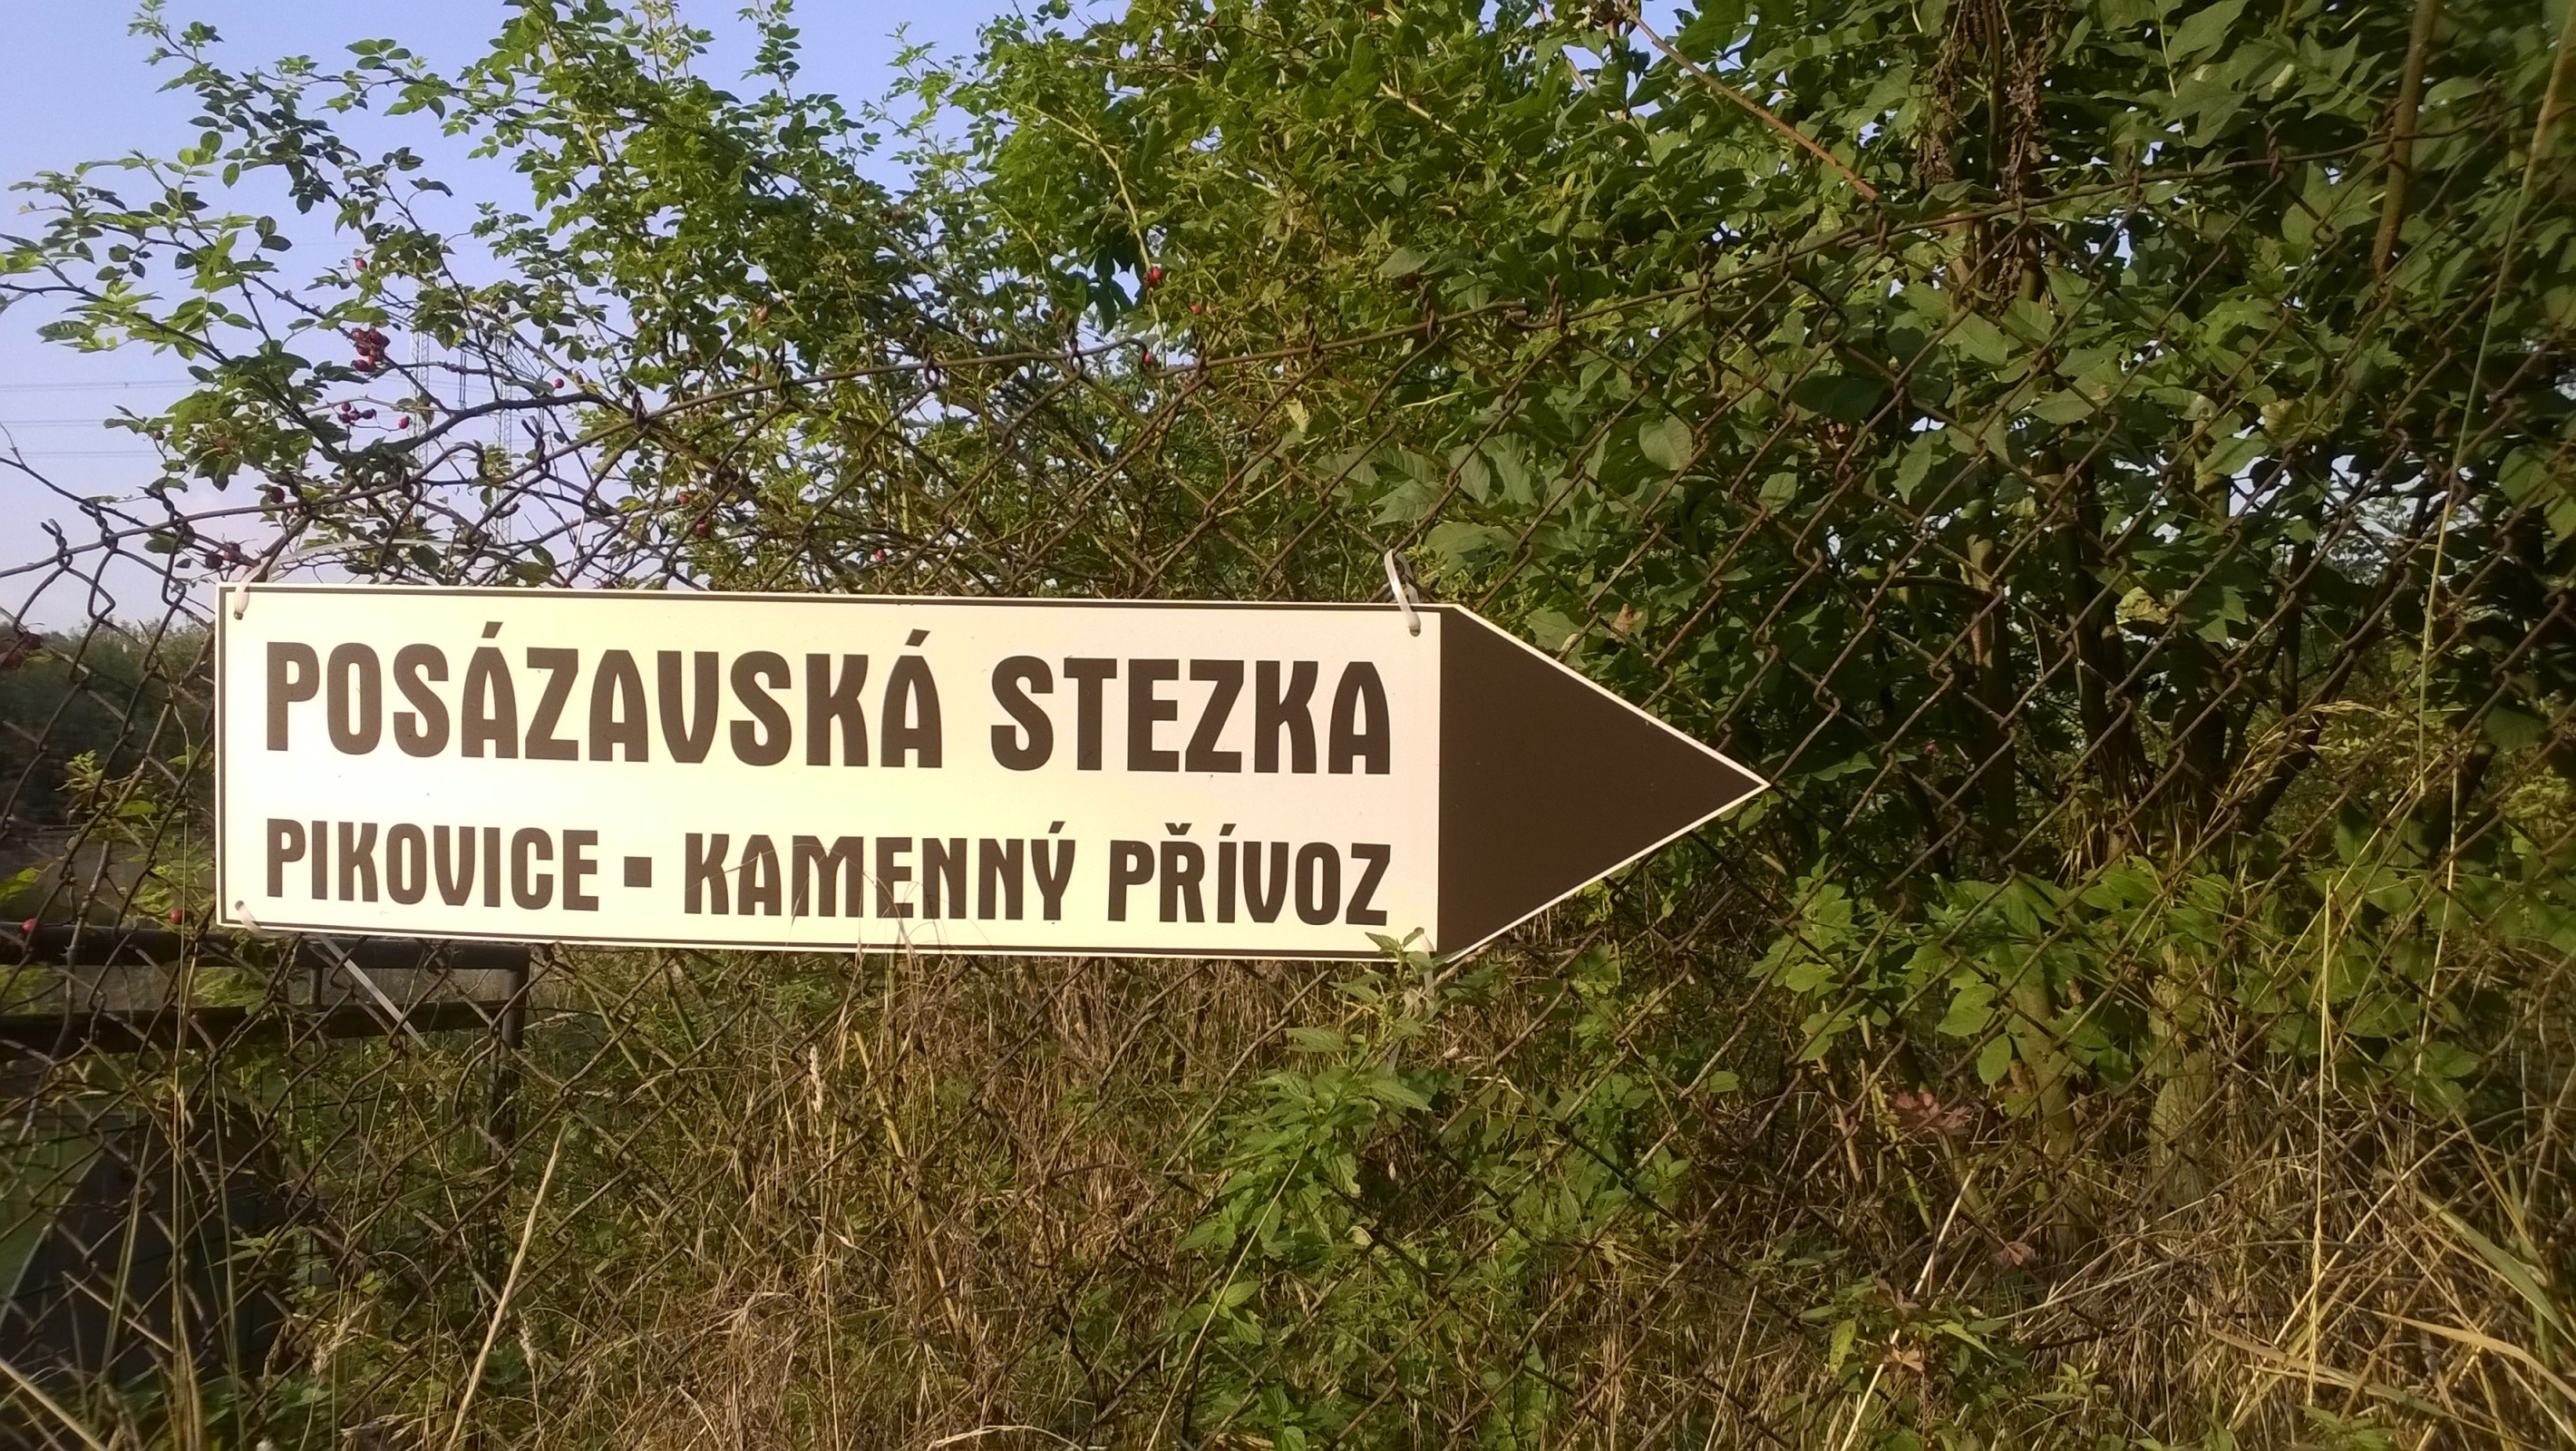 POSÁZAVSKÁ STEZKA
PIKOVICE - KAMENNÝ PŘÍVOZ